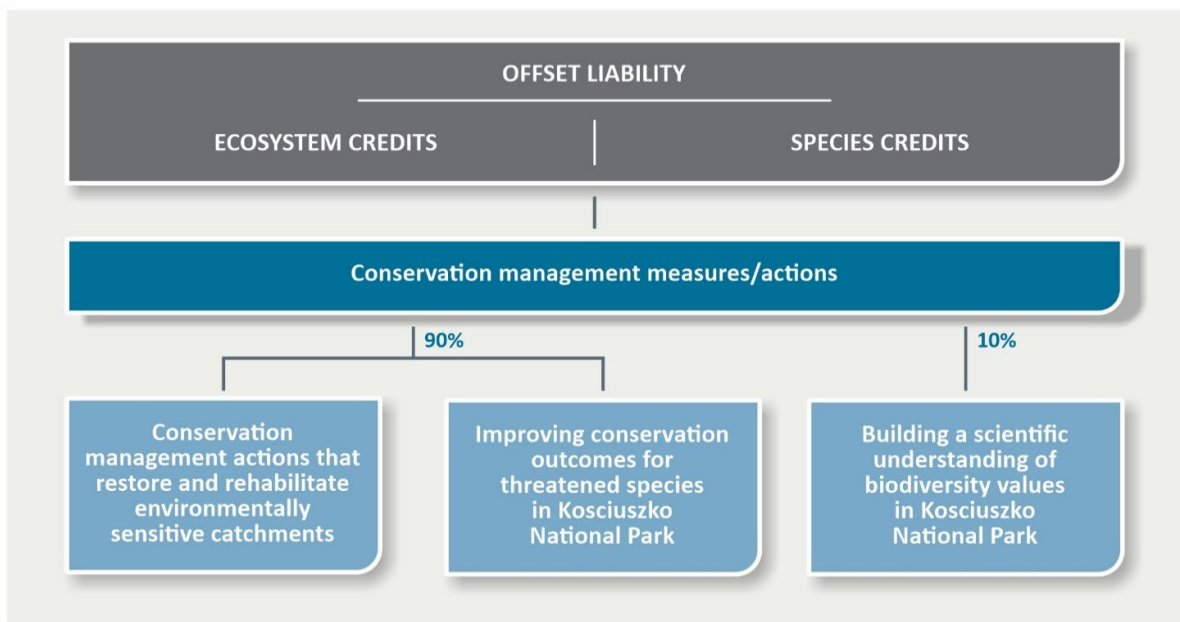 OFFSET LIABILITY
ECOSYSTEM CREDITS
SPECIES CREDITS
Conservation management measures/actions
90%
10%
Conservation
management actions that
restore and rehabilitate
environmentally
sensitive catchments
Improving conservation
outcomes for
threatened species
in Kosciuszko
National Park
Building a scientific
understanding of
biodiversity values
in Kosciuszko
National Park